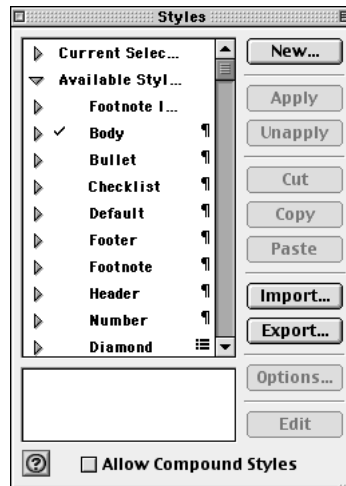 Styles
Current Selec...
Available Styl...
Footnote I...
Body ¶
Bullet ¶
Checklist ¶
Default ¶
Footer ¶
Footnote ¶
Header ¶
Number ¶
Diamond
New...
Apply
Unapply
Cut
Copy
Paste
Import...
Export...
Options...
Edit
?
Allow Compound Styles